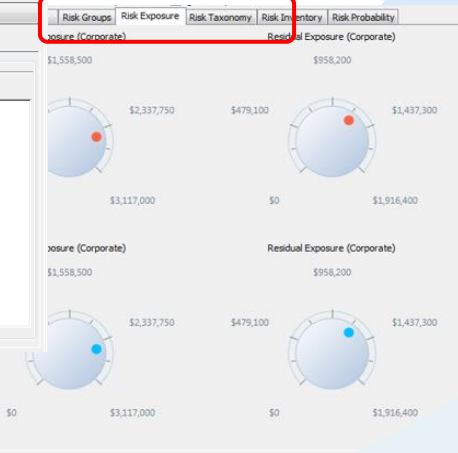 Risk Groups Risk Exposure Risk Taxonomy Risk Inventory Risk Probability
posure (Corporate) Residual Exposure (Corporate)
$1,558,500 $958,200
$2,337,750 $479,100 $1,437,300
$3,117,000 $0 $1,916,400
posure (Corporate) Residual Exposure (Corporate)
$1,558,500 $958,200
$2,337,750 $479,100 $1,437,300
$0 $3,117,000 $0 $1,916,400